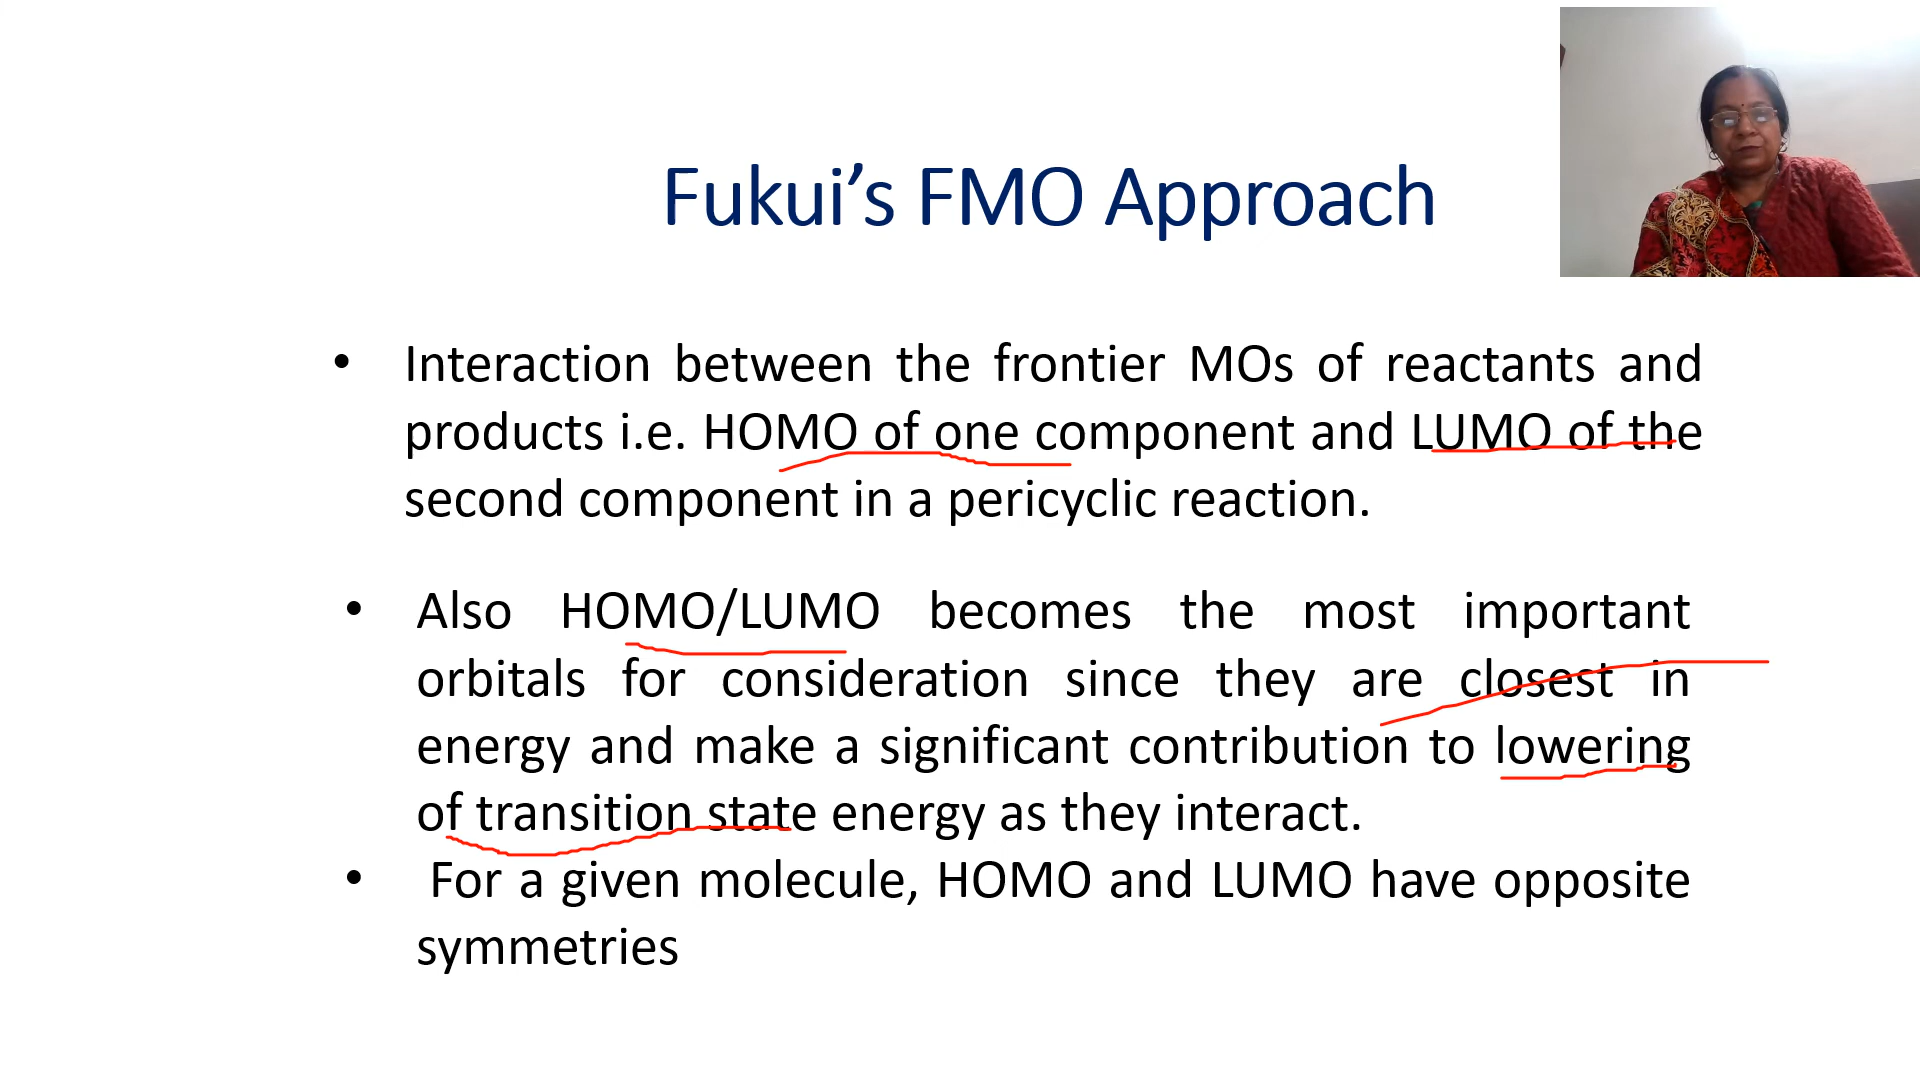 Fukui’s FMO Approach
• Interaction between the frontier MOs of reactants and
products i.e. HOMO of one component and LUMO of the
second component in a pericyclic reaction.
• Also HOMO/LUMO becomes the most important
orbitals for consideration since they are closest in
energy and make a significant contribution to lowering
of transition state energy as they interact.
• For a given molecule, HOMO and LUMO have opposite
symmetries